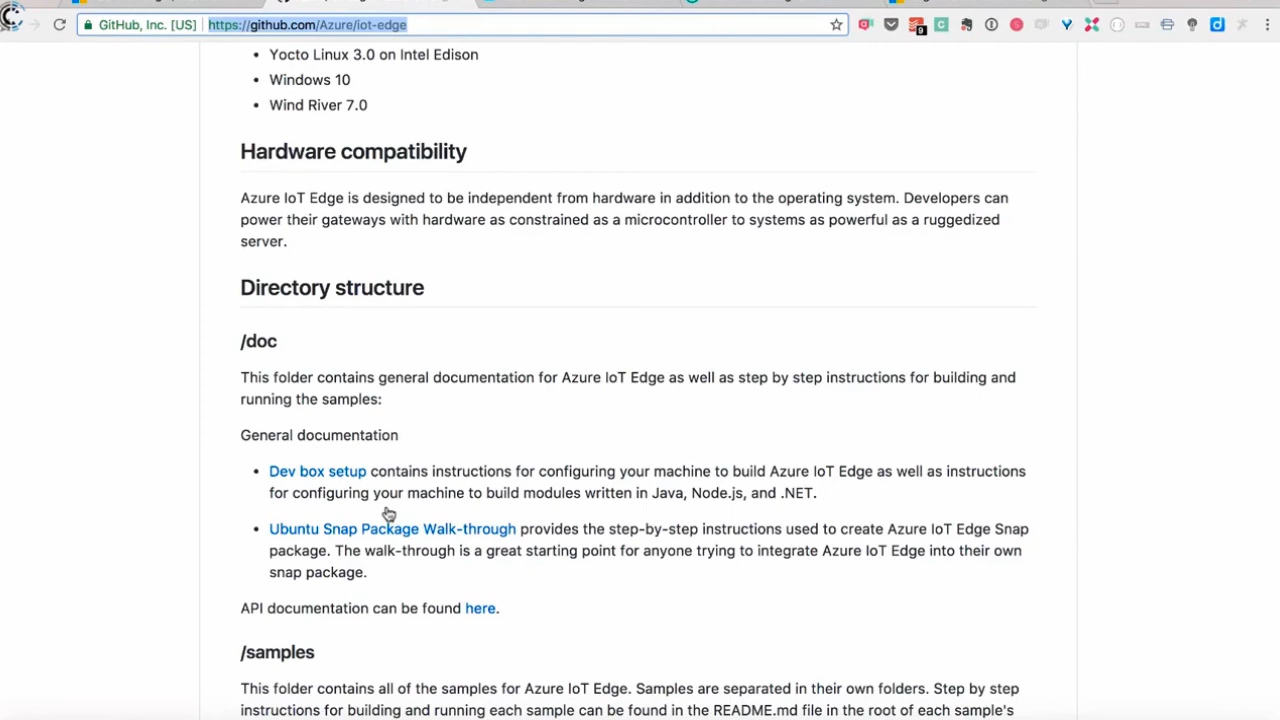 GitHub, Inc. [US] https://github.com/Azure/iot-edge
9
Yocto Linux 3.0 on Intel Edison
Windows 10
Wind River 7.0
Hardware compatibility
Azure IoT Edge is designed to be independent from hardware in addition to the operating system. Developers can
power their gateways with hardware as constrained as a microcontroller to systems as powerful as a ruggedized
server.
Directory structure
/doc
This folder contains general documentation for Azure IoT Edge as well as step by step instructions for building and
running the samples:
General documentation
Dev box setup contains instructions for configuring your machine to build Azure IoT Edge as well as instructions
for configuring your machine to build modules written in Java, Node.js, and .NET.
Ubuntu Snap Package Walk-through provides the step-by-step instructions used to create Azure IoT Edge Snap
package. The walk-through is a great starting point for anyone trying to integrate Azure IoT Edge into their own
snap package.
API documentation can be found here.
/samples
This folder contains all of the samples for Azure IoT Edge. Samples are separated in their own folders. Step by step
instructions for building and running each sample can be found in the README.md file in the root of each sample's